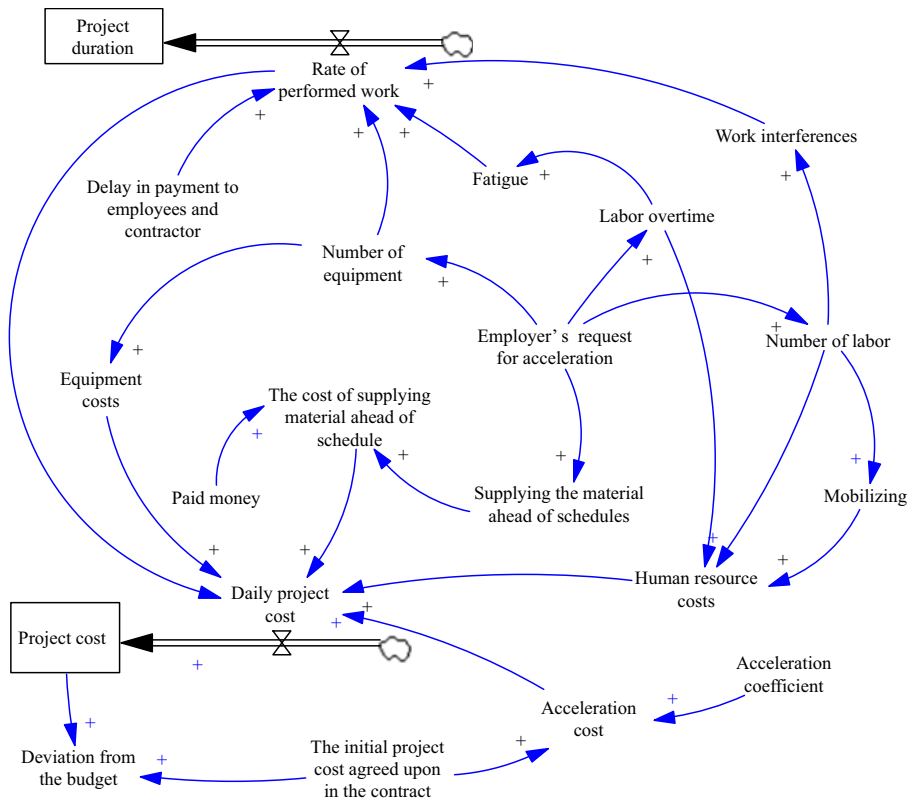 Project
duration
Rate of
performed work
+
+
+
+
Work interferences
+
Delay in payment to
employees and
contractor
Fatigue
+
Labor overtime
+
Number of
equipment
+
Employer’ s request
for acceleration
+
Number of labor
+
Equipment
costs
The cost of supplying
material ahead of
schedule
+
+
+
+
Paid money
Supplying the material
ahead of schedules
Mobilizing
+
+
+
+
Human resource
costs
Daily project
cost
+
+
Project cost
+
Acceleration
coefficient
+
Acceleration
cost
+
+
+
Deviation from
the budget
The initial project
cost agreed upon
in the contract